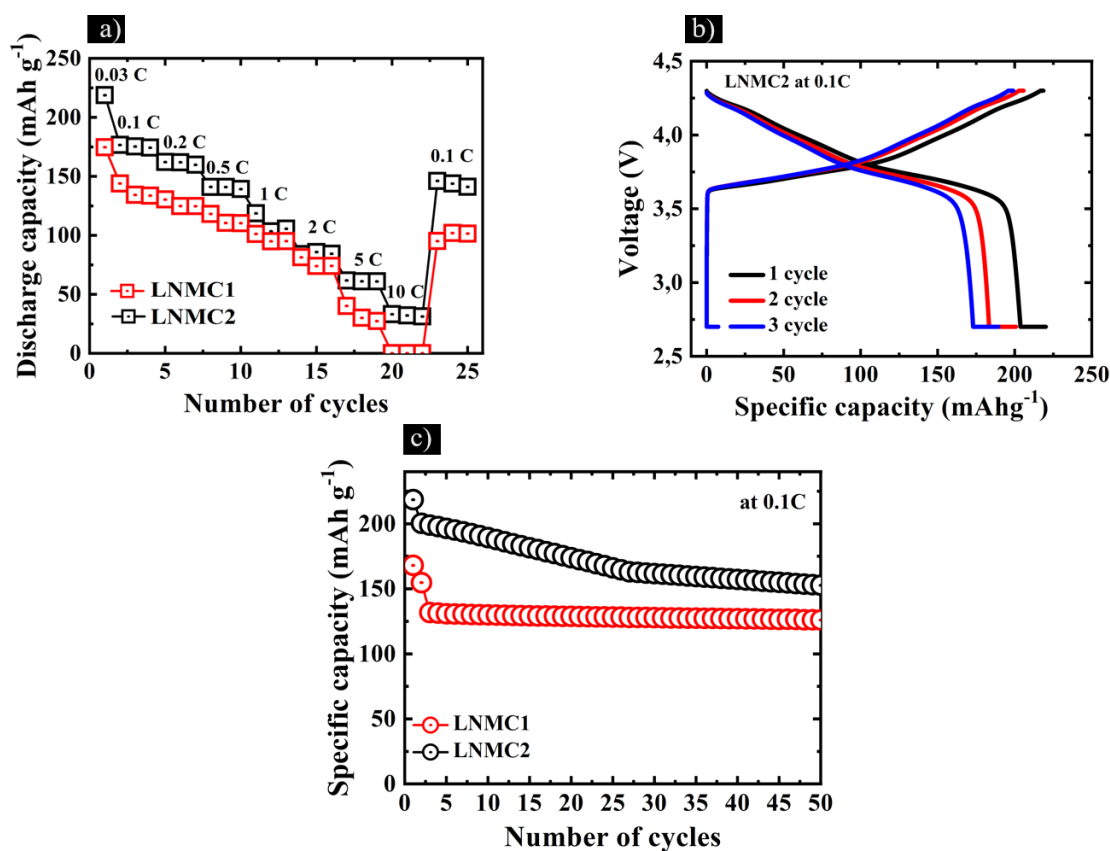 a)
Discharge capacity (mAh g⁻¹)
250
200
150
100
50
0
0.03 C
0.1 C
0.2 C
0.5 C
1 C
2 C
5 C
10 C
0.1 C
LNMC1
LNMC2
0 5 10 15 20 25
Number of cycles
b)
Voltage (V)
4,5
4.0
3.5
3.0
2,5
LNMC2 at 0.1C
1 cycle
2 cycle
3 cycle
0 50 100 150 200 250
Specific capacity (mAhg⁻¹)
c)
Specific capacity (mAh g⁻¹)
200
150
100
50
0
at 0.1C
LNMC1
LNMC2
0 5 10 15 20 25 30 35 40 45 50
Number of cycles